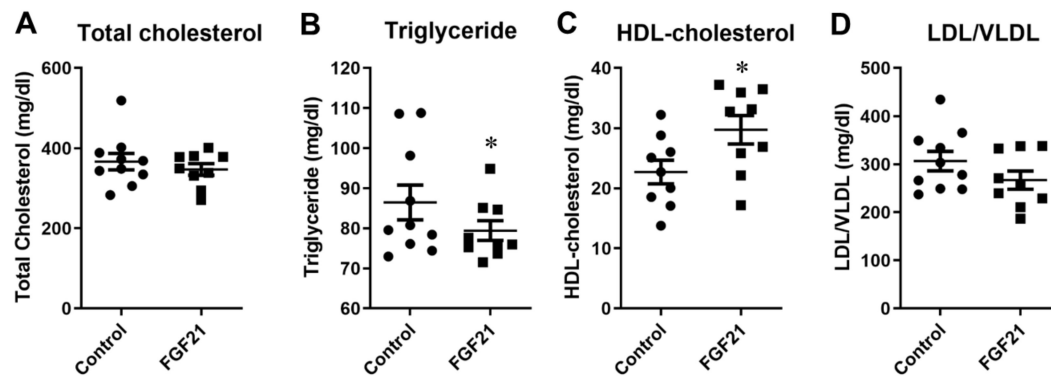 A Total cholesterol
Total Cholesterol (mg/dl)
600
400
200
0
Control
FGF21
B Triglyceride
Triglyceride (mg/dl)
120
110
100
90
80
70
60
*
Control
FGF21
C HDL-cholesterol
HDL-cholesterol (mg/dl)
40
30
20
10
0
*
Control
FGF21
D LDL/VLDL
LDL/VLDL (mg/dl)
500
400
300
200
100
0
Control
FGF21